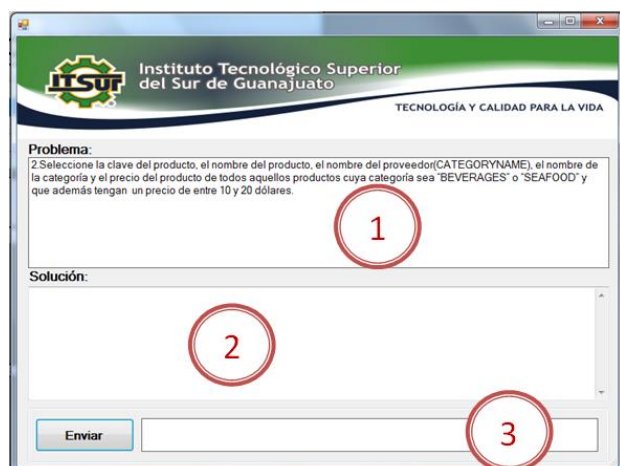 ITSUR
Instituto Tecnológico Superior
del Sur de Guanajuato
TECNOLOGÍA Y CALIDAD PARA LA VIDA
Problema:
2.Seleccione la clave del producto, el nombre del producto, el nombre del proveedor(CATEGORYNAME), el nombre de
la categoría y el precio del producto de todos aquellos productos cuya categoría sea "BEVERAGES" o "SEAFOOD" y
que además tengan un precio de entre 10 y 20 dólares.
1
Solución:
2
Enviar
3